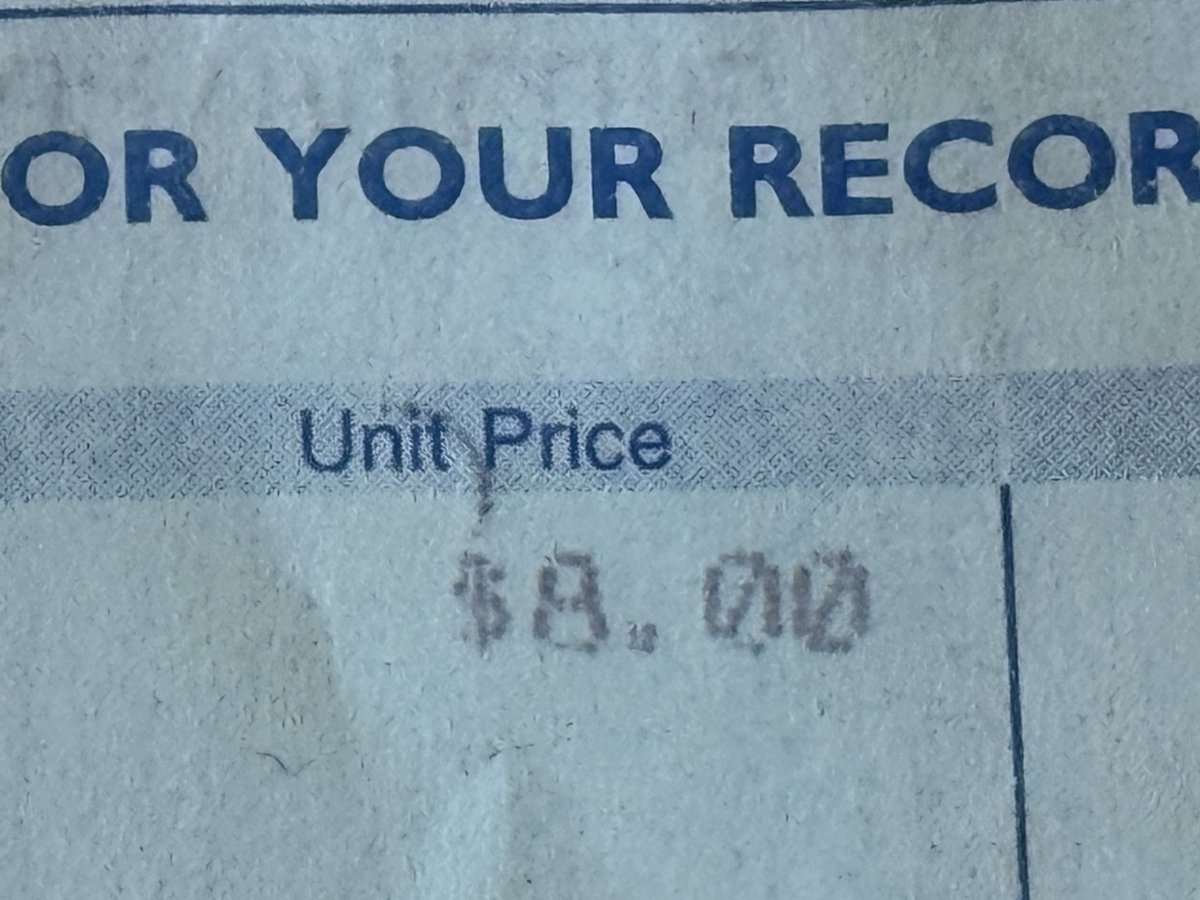 OR YOUR RECOR
Unit Price
$8.00